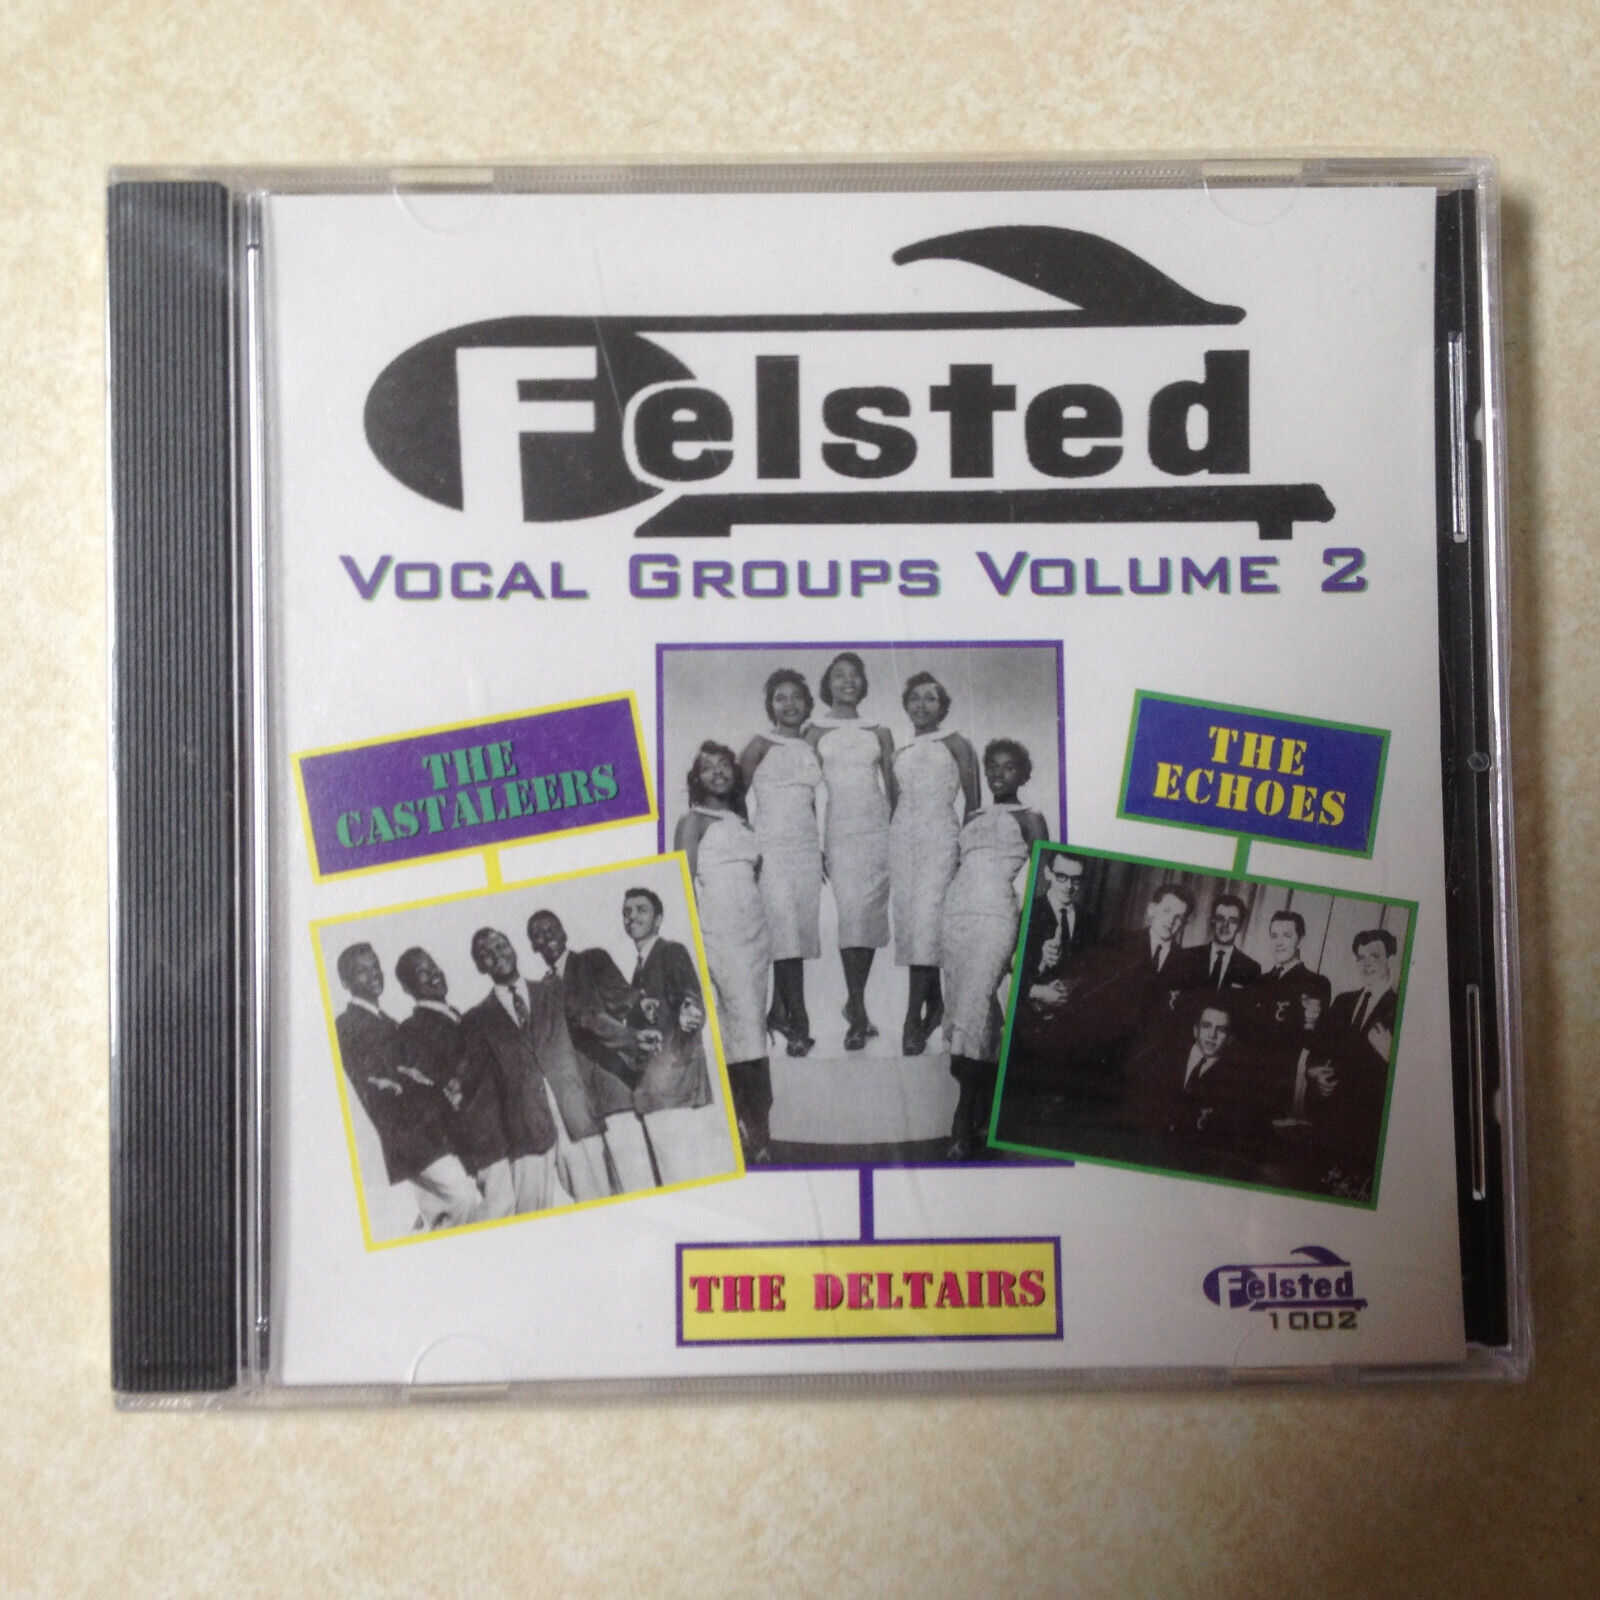 Felsted
VOCAL GROUPS VOLUME 2
THE
CASTALEERS
THE
ECHOES
THE DELTAIRS
Felsted
1002